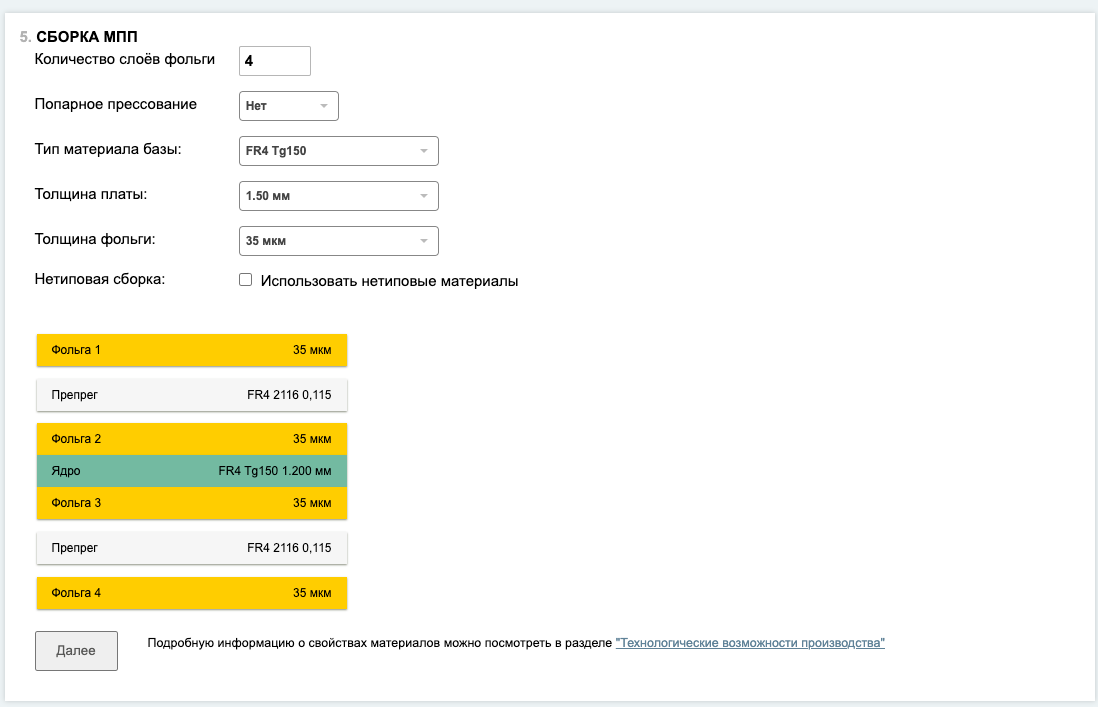 5. СБОРКА МПП
Количество слоёв фольги 4
Попарное прессование Нет
Тип материала базы: FR4 Tg150
Толщина платы: 1.50 мм
Толщина фольги: 35 мкм
Нетиповая сборка: Использовать нетиповые материалы
Фольга 1 35 мкм
Препрег FR4 2116 0,115
Фольга 2 35 мкм
Ядро FR4 Tg150 1.200 мм
Фольга 3 35 мкм
Препрег FR4 2116 0,115
Фольга 4 35 мкм
Далее Подробную информацию о свойствах материалов можно посмотреть в разделе "Технологические возможности производства"